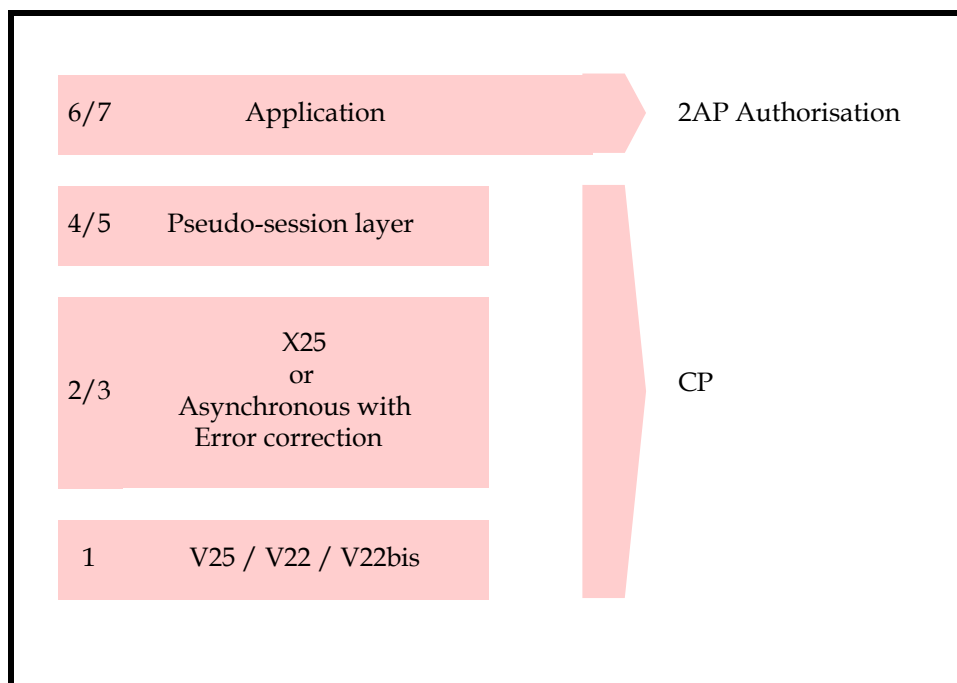 6/7 Application 2AP Authorisation
4/5 Pseudo-session layer
X25
or
2/3 CP
Asynchronous with
Error correction
1 V25 / V22 / V22bis